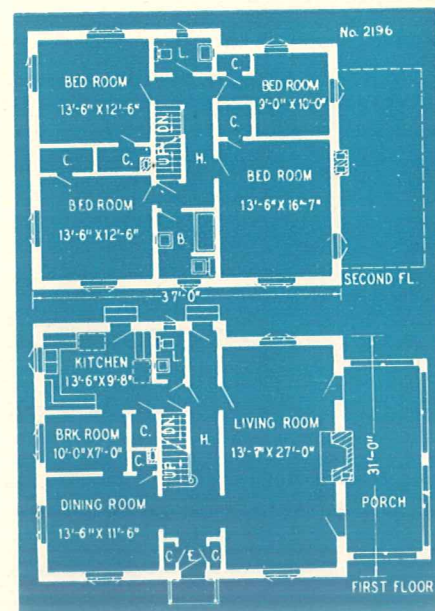 No. 2196
L.
C.
BED ROOM
13'-6" X 12'-6"
BED ROOM
9'-0" X 10'-0"
UP DN.
C.
C.
C.
H.
BED ROOM
13'-6" X 16'-7"
BED ROOM
13'-6" X 12'-6"
B.
SECOND FL.
37'-0"
KITCHEN
13'-6" X 9'-8"
L.
BRK. ROOM
10'-0" X 7'-0"
C.
C.
UP DN.
H.
LIVING ROOM
13'-7" X 27'-0"
31'-0"
DINING ROOM
13'-6" X 11'-6"
PORCH
C.
E.
C.
FIRST FLOOR